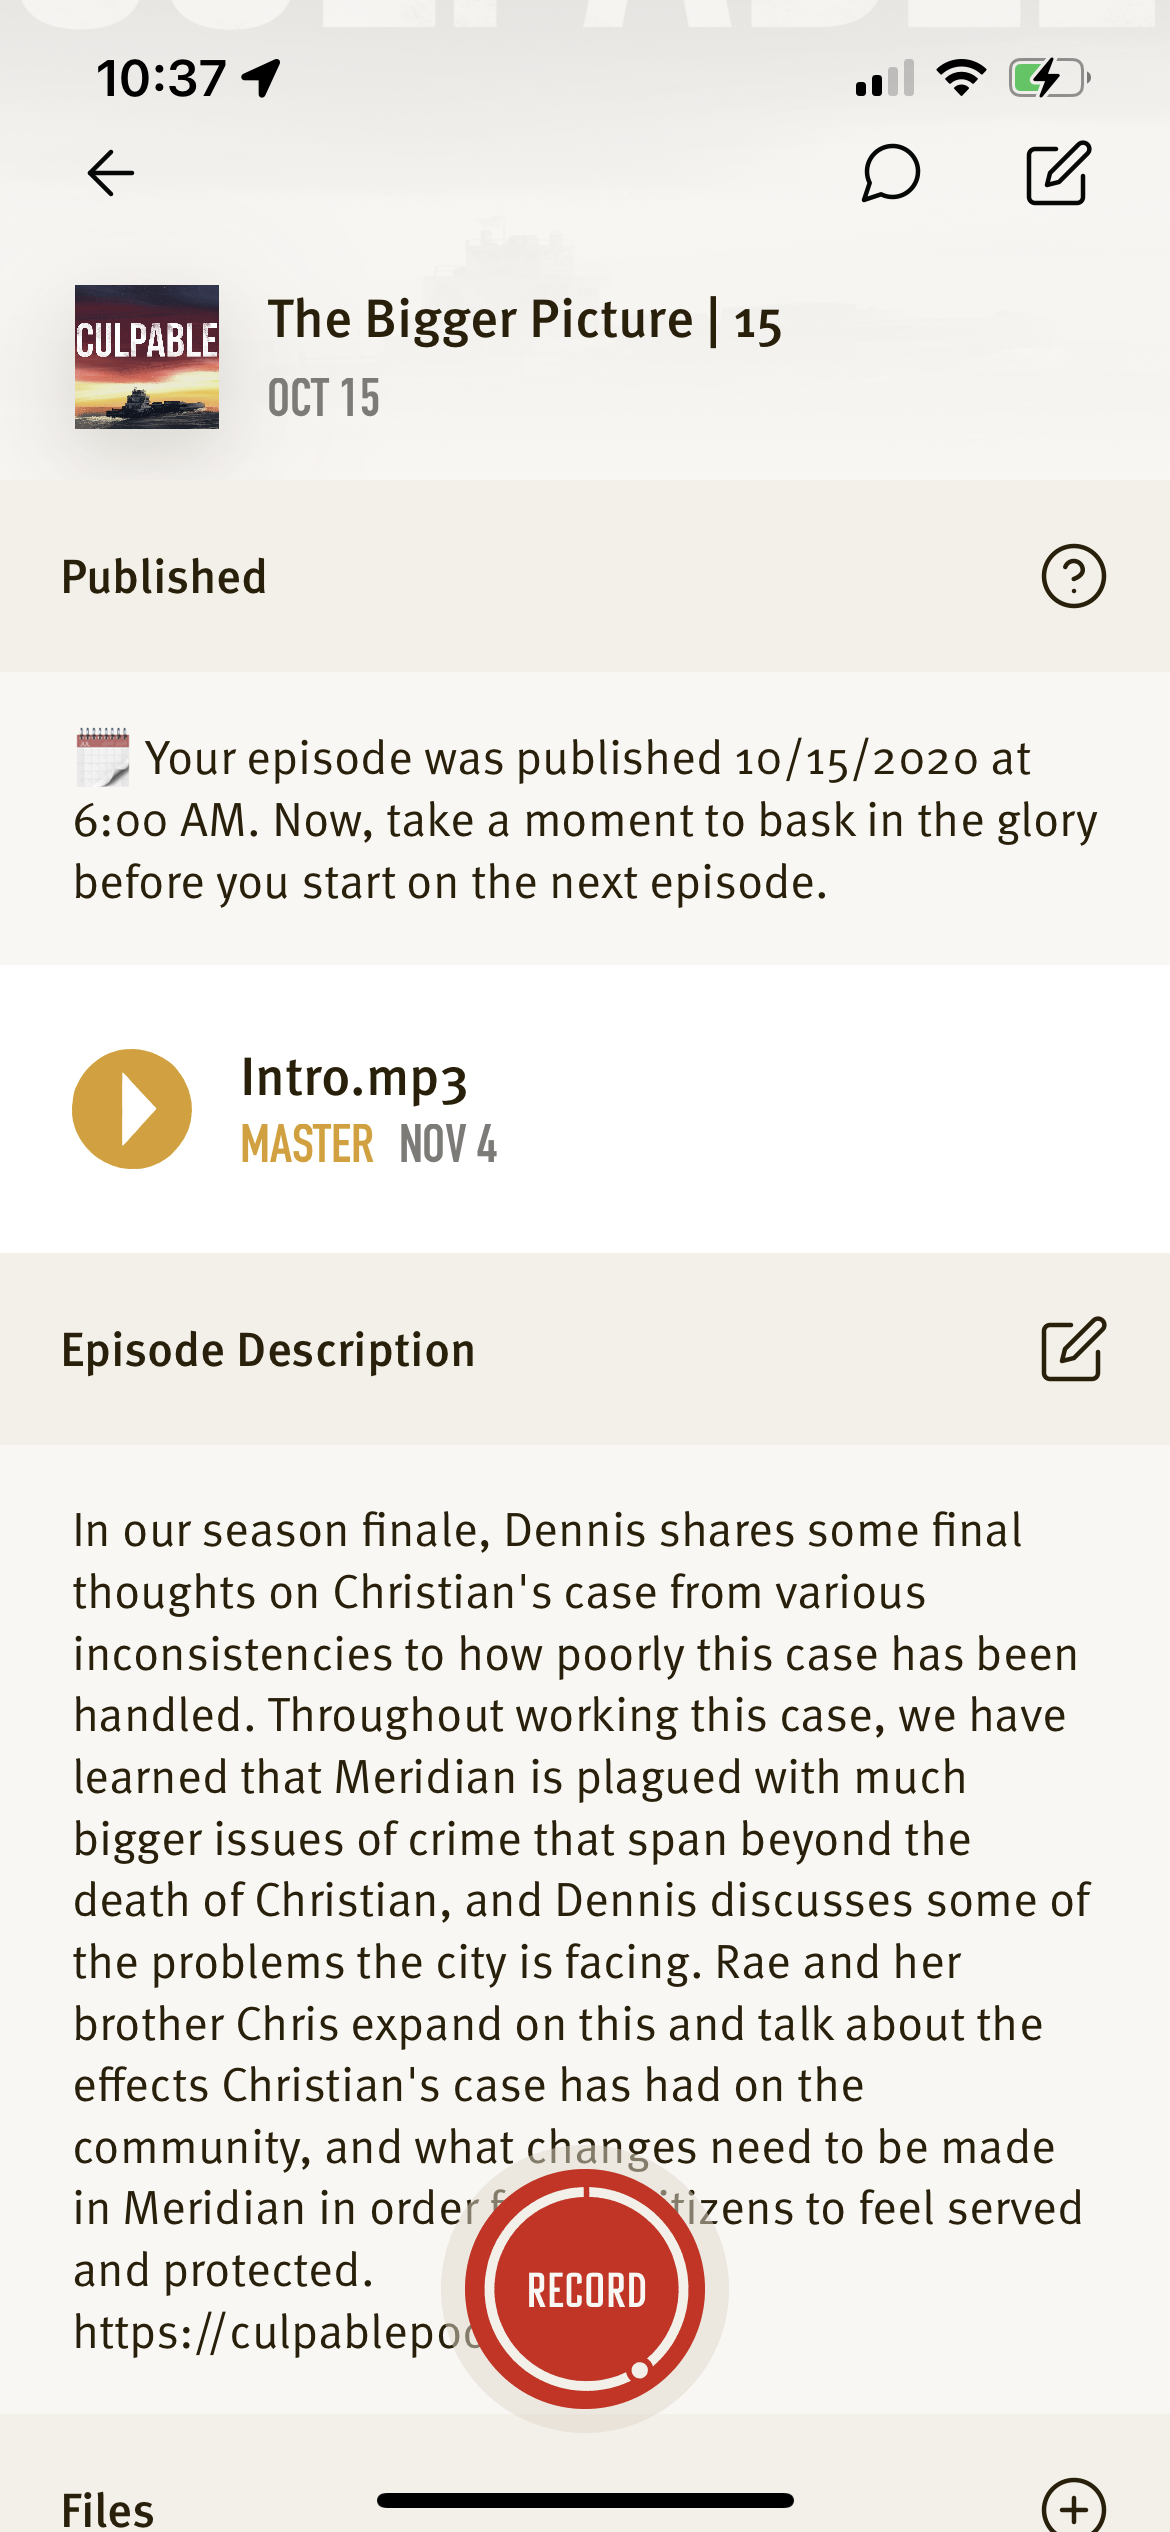 CULPABLE
10:37
CULPABLE
The Bigger Picture | 15
OCT 15
Published
Your episode was published 10/15/2020 at
6:00 AM. Now, take a moment to bask in the glory
before you start on the next episode.
Intro.mp3
MASTER NOV 4
Episode Description
In our season finale, Dennis shares some final
thoughts on Christian's case from various
inconsistencies to how poorly this case has been
handled. Throughout working this case, we have
learned that Meridian is plagued with much
bigger issues of crime that span beyond the
death of Christian, and Dennis discusses some of
the problems the city is facing. Rae and her
brother Chris expand on this and talk about the
effects Christian's case has had on the
community, and what changes need to be made
in Meridian in order to feel served
and protected.
https://culpablepod
RECORD
Files